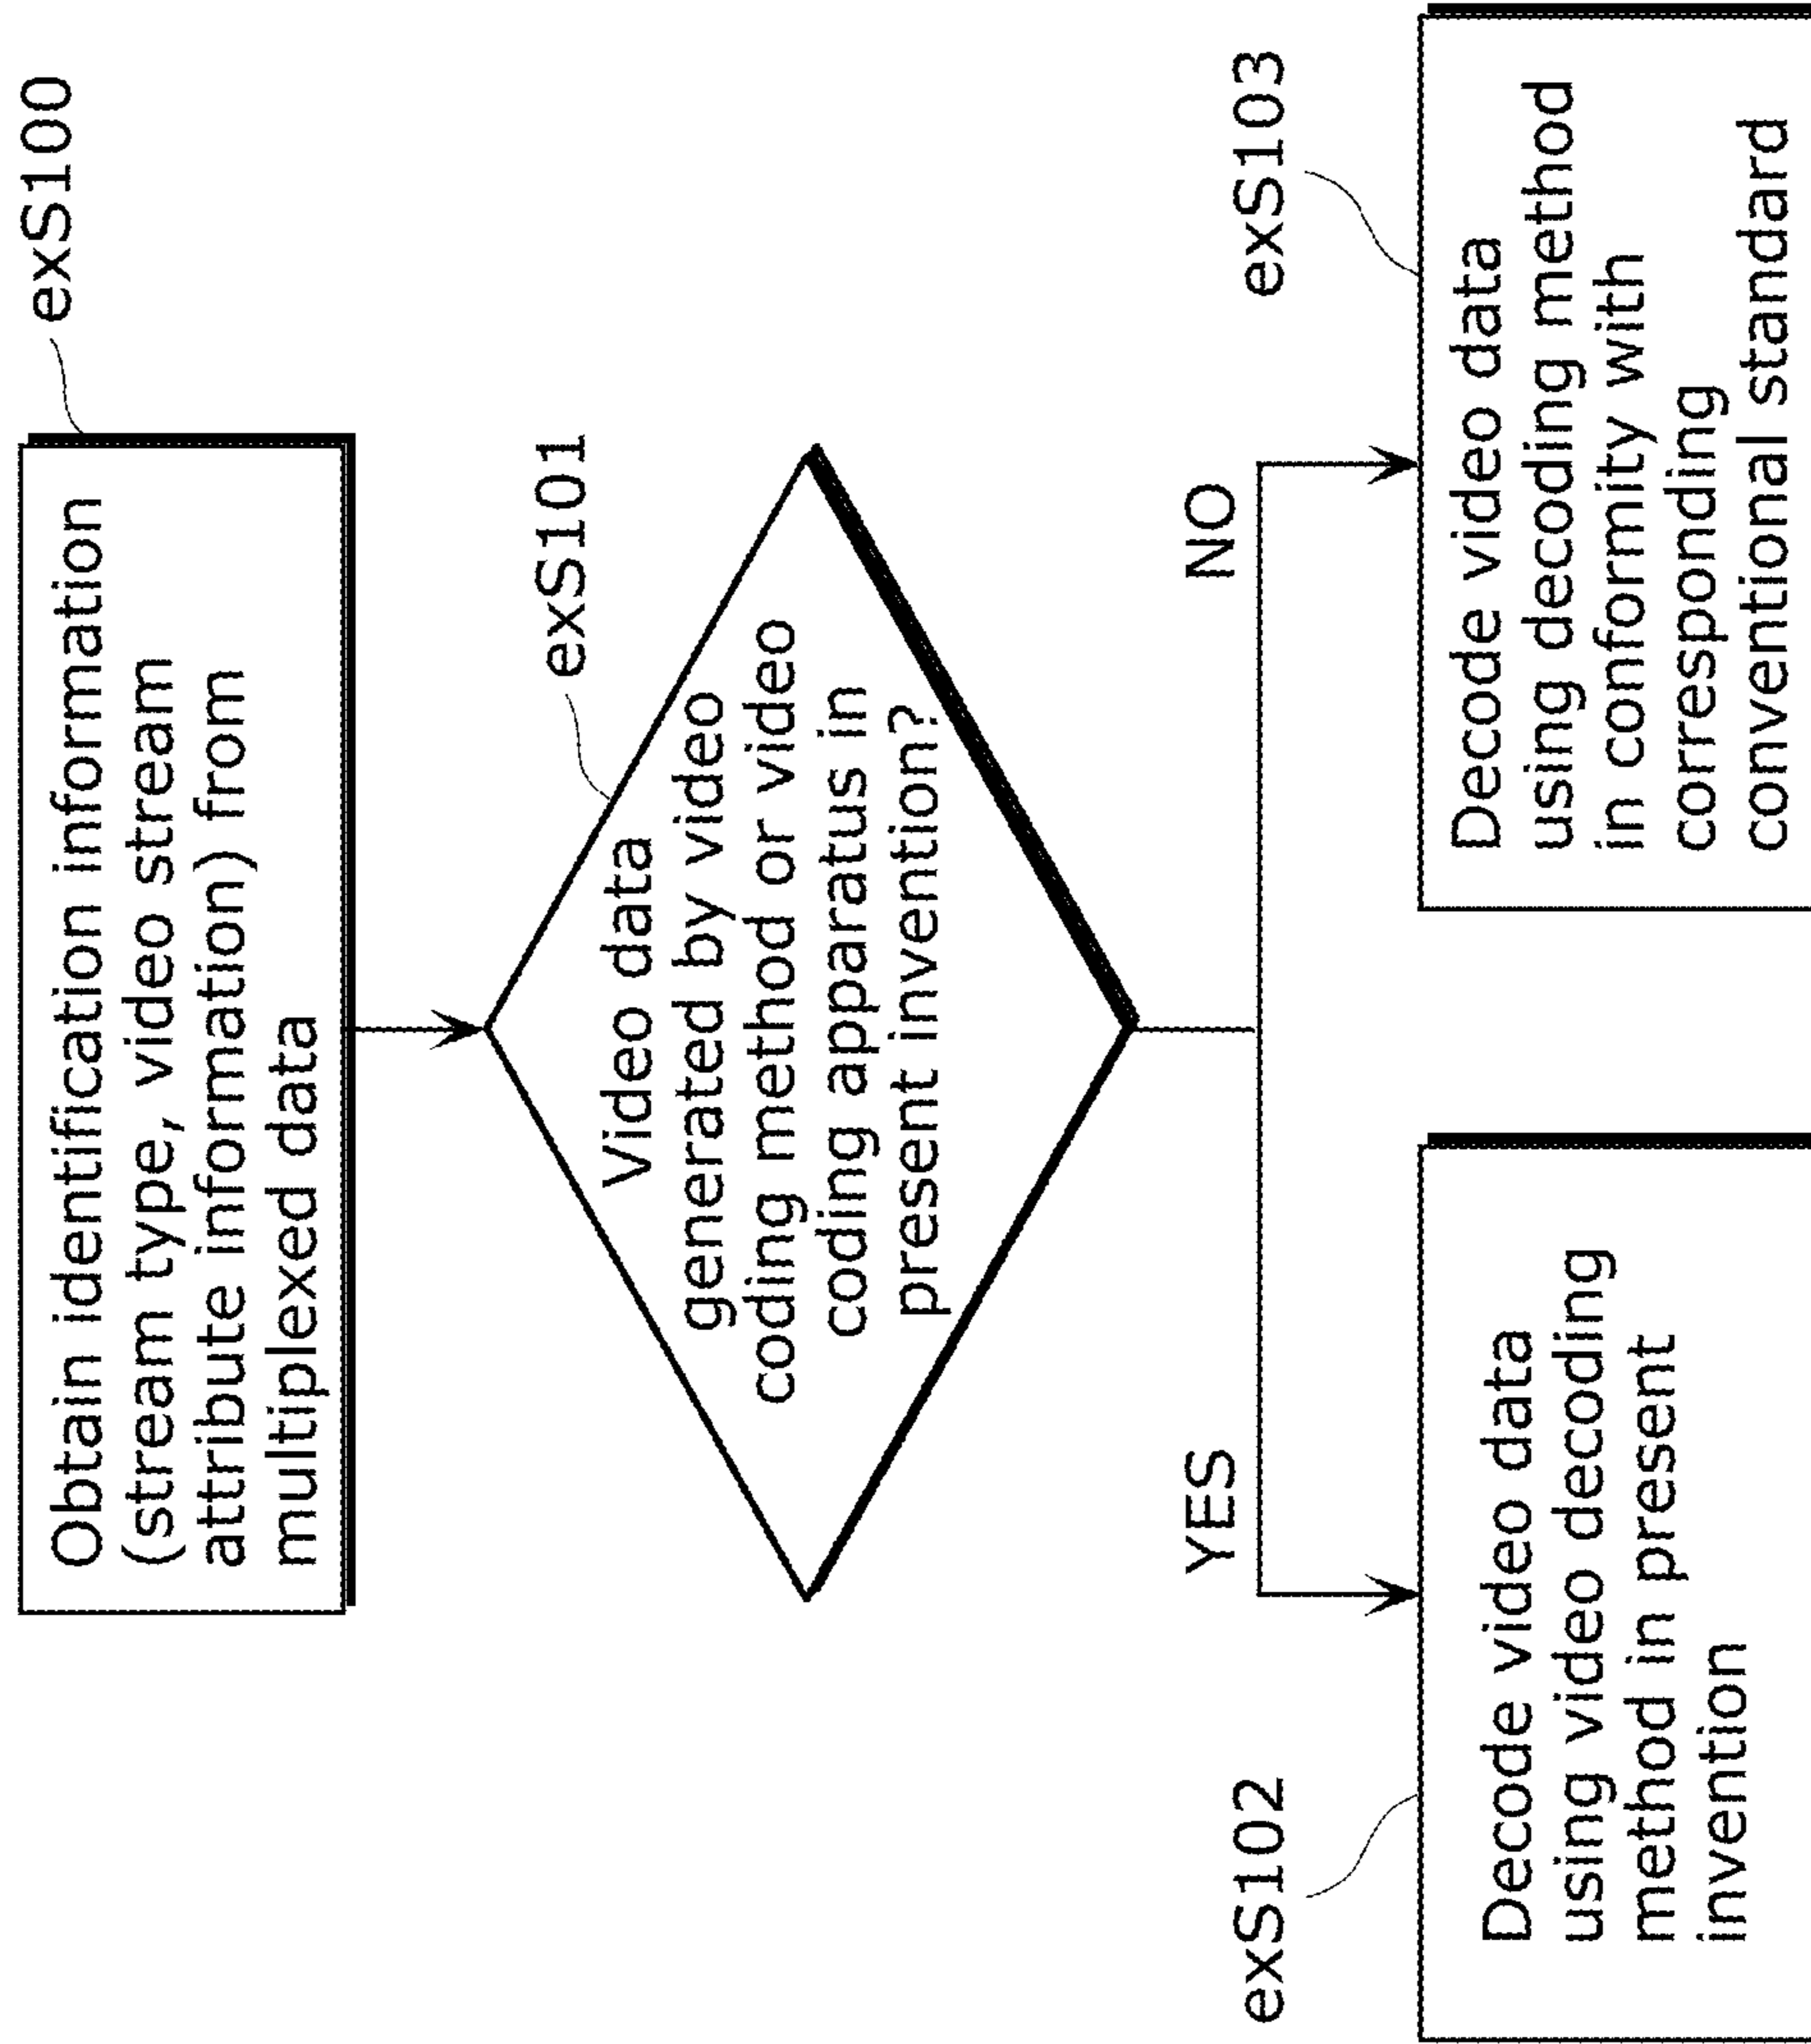 exS100
Obtain identification information
(stream type, video stream
attribute information) from
multiplexed data
exS101
Video data
generated by video
coding method or video
coding apparatus in
present invention?
YES
NO
exS102
Decode video data
using video decoding
method in present
invention
exS103
Decode video data
using decoding method
in conformity with
corresponding
conventional standard